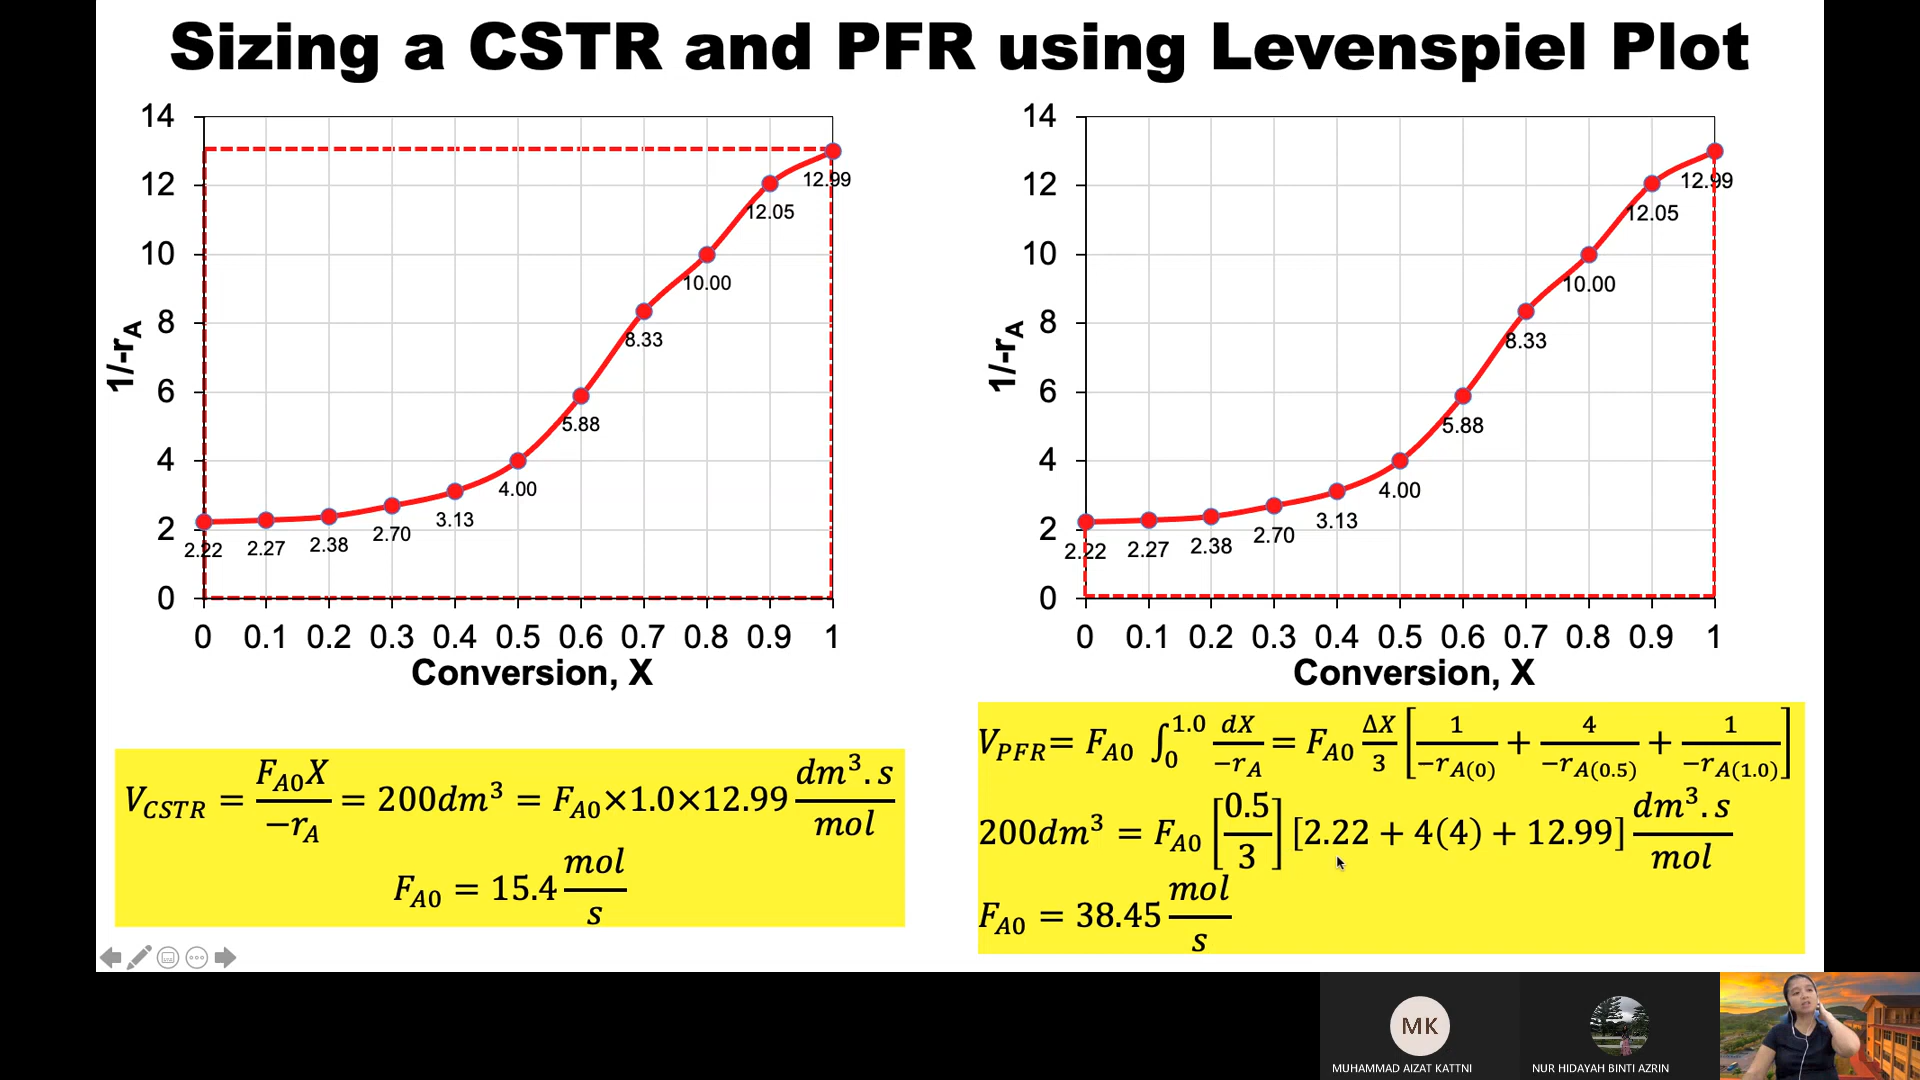 Sizing a CSTR and PFR using Levenspiel Plot
14
12
10
8
6
4
2
0
1/-rA
2.22
2.27
2.38
2.70
3.13
4.00
5.88
8.33
10.00
12.05
12.99
0 0.1 0.2 0.3 0.4 0.5 0.6 0.7 0.8 0.9 1
Conversion, X
V_CSTR = F_A0 X / -r_A = 200dm³ = F_A0×1.0×12.99 dm³.s / mol
F_A0 = 15.4 mol / s
14
12
10
8
6
4
2
0
1/-rA
2.22
2.27
2.38
2.70
3.13
4.00
5.88
8.33
10.00
12.05
12.99
0 0.1 0.2 0.3 0.4 0.5 0.6 0.7 0.8 0.9 1
Conversion, X
V_PFR = F_A0 ∫_0^1.0 dX / -r_A = F_A0 ΔX / 3 [1 / -r_A(0) + 4 / -r_A(0.5) + 1 / -r_A(1.0)]
200dm³ = F_A0 [0.5 / 3] [2.22 + 4(4) + 12.99] dm³.s / mol
F_A0 = 38.45 mol / s
MK
MUHAMMAD AIZAT KATTNI
NUR HIDAYAH BINTI AZRIN